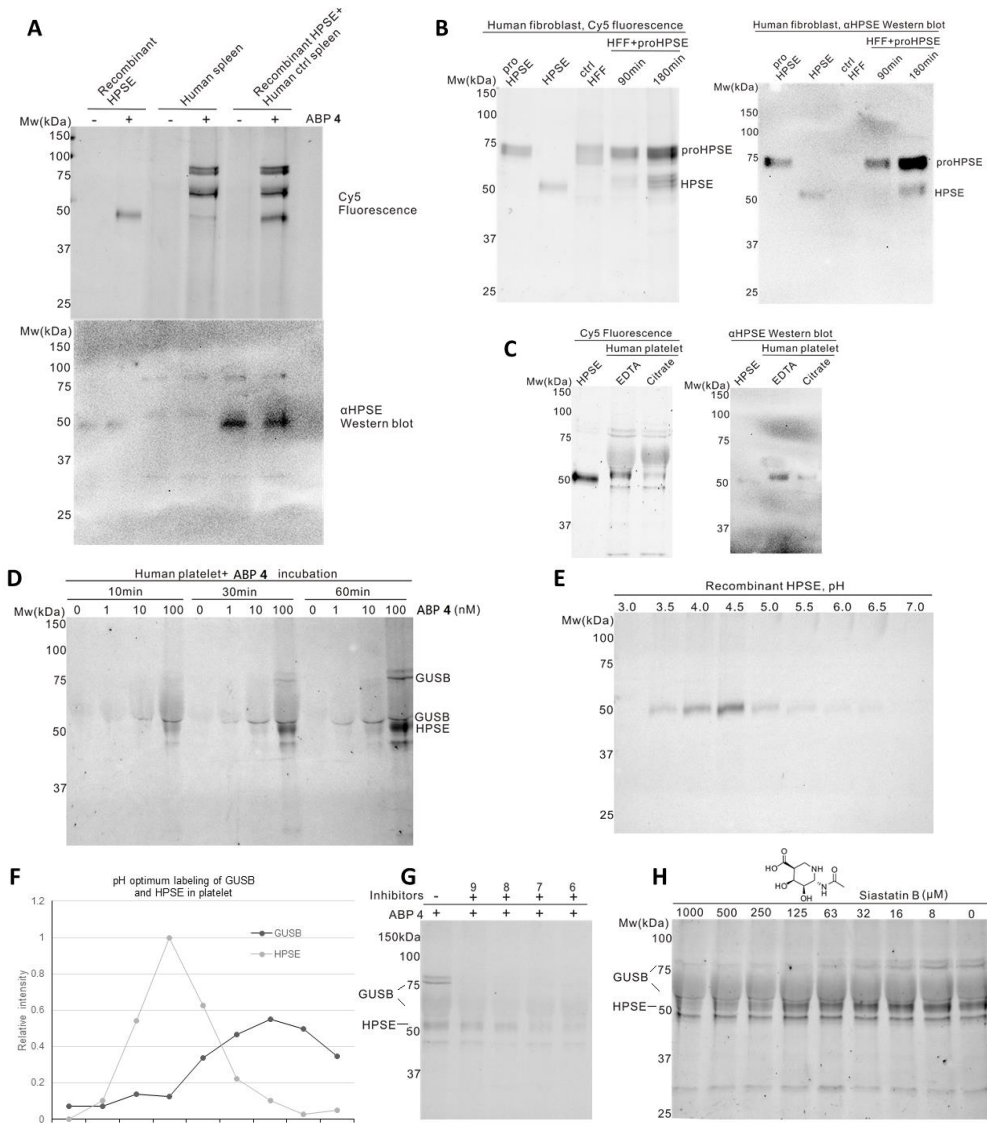 A
Recombinant
HPSE
Human spleen
Recombinant HPSE+
Human ctrl spleen
Mw(kDa) - + - + - + ABP 4
150
100
75
50
37
25
Cy5
Fluorescence
Mw(kDa)
150
100
75
50
37
25
αHPSE
Western blot
B
Human fibroblast, Cy5 fluorescence
HFF+proHPSE
Mw(kDa) pro HPSE HPSE ctrl HFF 90min 180min
150
100
75
50
37
25
proHPSE
HPSE
Human fibroblast, αHPSE Western blot
HFF+proHPSE
Mw(kDa) pro HPSE HPSE ctrl HFF 90min 180min
150
100
75
50
37
25
proHPSE
HPSE
C
Cy5 Fluorescence
Human platelet
Mw(kDa) HPSE EDTA Citrate
150
100
75
50
37
αHPSE Western blot
Human platelet
Mw(kDa) HPSE EDTA Citrate
150
100
75
50
37
D
Human platelet+ ABP 4 incubation
10min 30min 60min
Mw(kDa) 0 1 10 100 0 1 10 100 0 1 10 100 ABP 4 (nM)
150
100
75
50
37
GUSB
GUSB
HPSE
E
Recombinant HPSE, pH
3.0 3.5 4.0 4.5 5.0 5.5 6.0 6.5 7.0
Mw(kDa)
100
75
50
37
25
F
pH optimum labeling of GUSB
and HPSE in platelet
GUSB
HPSE
Relative intensity
1.2
1
0.8
0.6
0.4
0.2
0
G
9 8 7 6
Inhibitors - + + + +
ABP 4 + + + + +
150kDa
100
75
50
37
GUSB
HPSE
H
O
HO
NH
HO
OH
N
H
O
Siastatin B (μM)
1000 500 250 125 63 32 16 8 0
Mw(kDa)
100
75
50
37
25
GUSB
HPSE